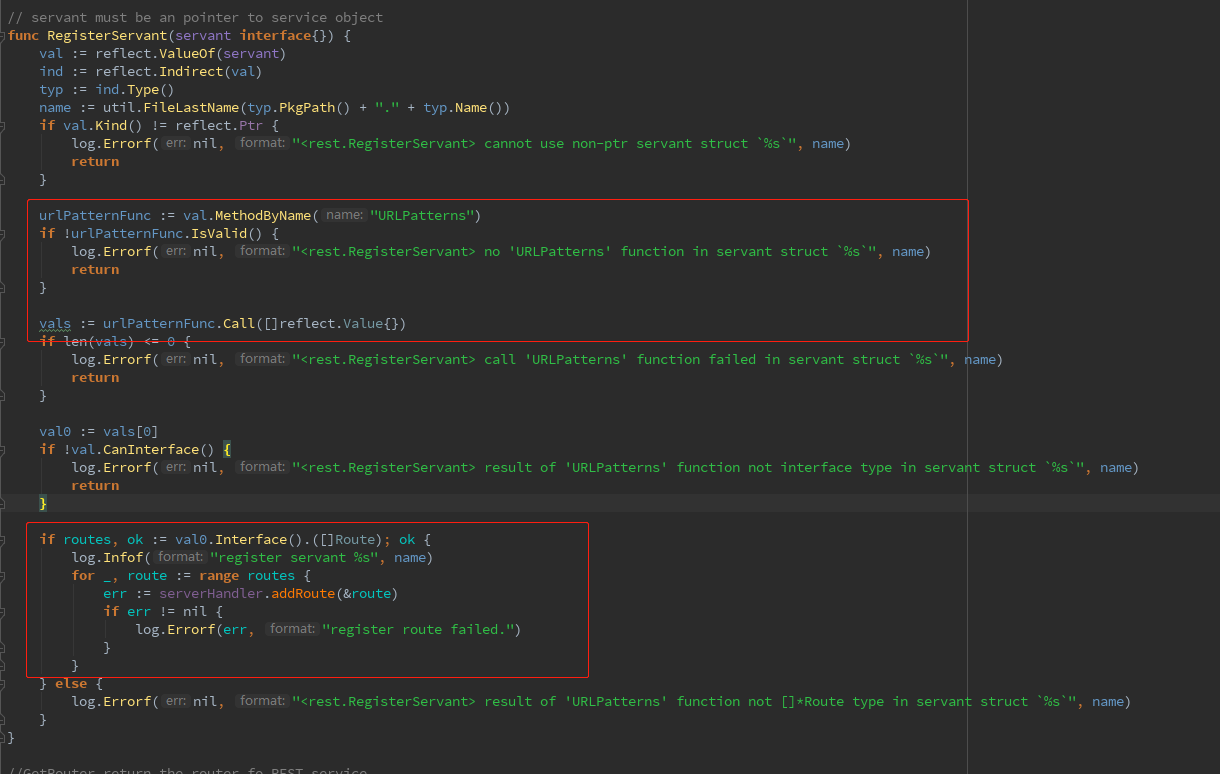 // servant must be an pointer to service object
func RegisterServant(servant interface{}) {
    val := reflect.ValueOf(servant)
    ind := reflect.Indirect(val)
    typ := ind.Type()
    name := util.FileLastName(typ.PkgPath() + "." + typ.Name())
    if val.Kind() != reflect.Ptr {
        log.Errorf( err: nil, format: "<rest.RegisterServant> cannot use non-ptr servant struct `%s`", name)
        return
    }
    urlPatternFunc := val.MethodByName( name: "URLPatterns")
    if !urlPatternFunc.IsValid() {
        log.Errorf( err: nil, format: "<rest.RegisterServant> no 'URLPatterns' function in servant struct `%s`", name)
        return
    }
    vals := urlPatternFunc.Call([]reflect.Value{})
    if len(vals) <= 0 {
        log.Errorf( err: nil, format: "<rest.RegisterServant> call 'URLPatterns' function failed in servant struct `%s`", name)
        return
    }
    val0 := vals[0]
    if !val.CanInterface() {
        log.Errorf( err: nil, format: "<rest.RegisterServant> result of 'URLPatterns' function not interface type in servant struct `%s`", name)
        return
    }
    if routes, ok := val0.Interface().([]Route); ok {
        log.Infof( format: "register servant %s", name)
        for _, route := range routes {
            err := serverHandler.addRoute(&route)
            if err != nil {
                log.Errorf(err, format: "register route failed.")
            }
        }
    } else {
        log.Errorf( err: nil, format: "<rest.RegisterServant> result of 'URLPatterns' function not []*Route type in servant struct `%s`", name)
    }
}
//GetRouter return the router fo REST service